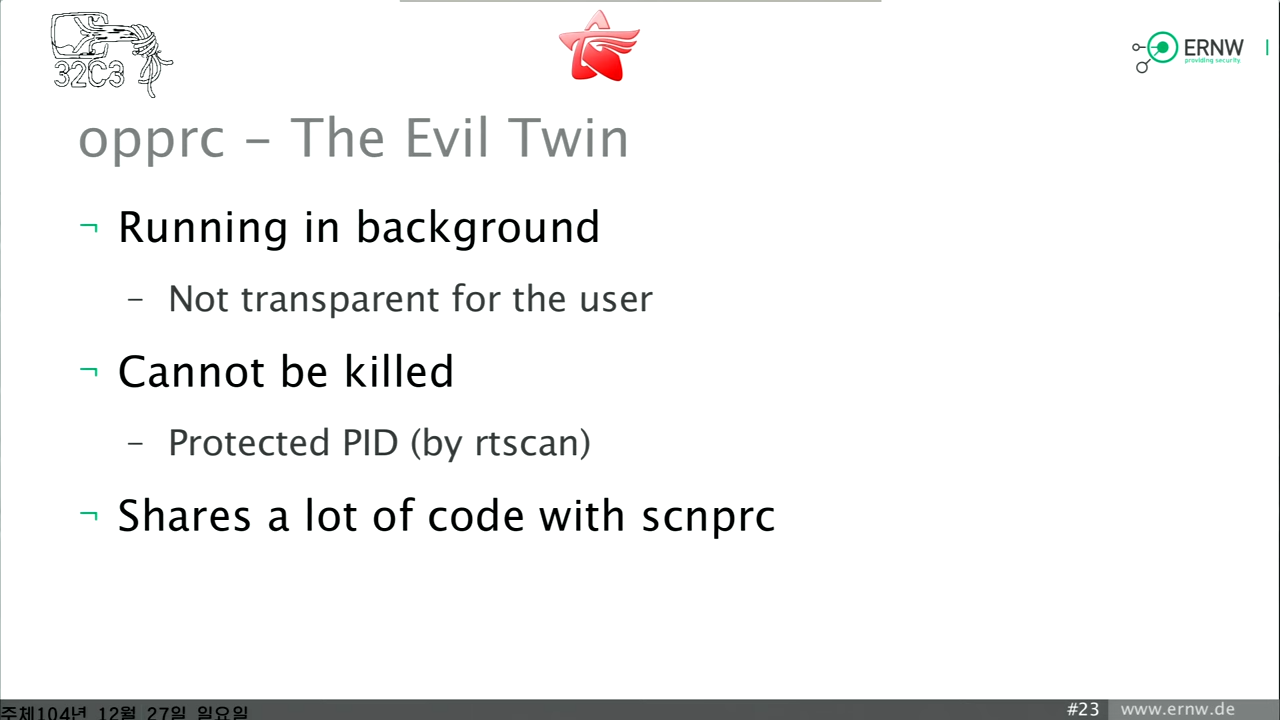 32C3
ERNW
providing security.
opprc – The Evil Twin
¬ Running in background
– Not transparent for the user
¬ Cannot be killed
– Protected PID (by rtscan)
¬ Shares a lot of code with scnprc
주체104년 12월 27일 일요일
#23
www.ernw.de